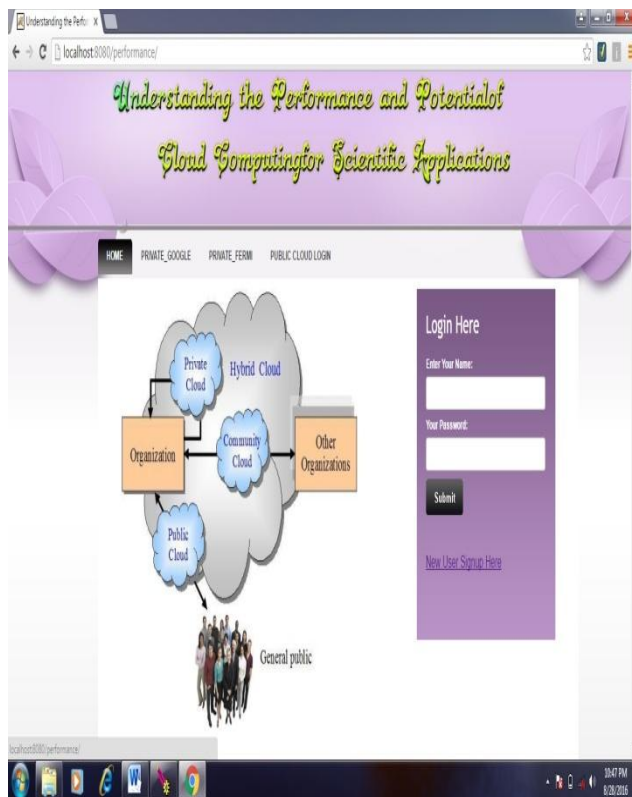 Understanding the Perfor
localhost:8080/performance/
Understanding the Performance and Potentialof
Cloud Computingfor Scientific Applications
HOME PRIVATE_GOOGLE PRIVATE_FERMI PUBLIC CLOUD LOGIN
Private
Cloud
Hybrid Cloud
Organization
Community
Cloud
Other
Organizations
Public
Cloud
General public
Login Here
Enter Your Name:
Your Password:
Submit
New User Signup Here
localhost:8080/performance/
10:47 PM
8/28/2016